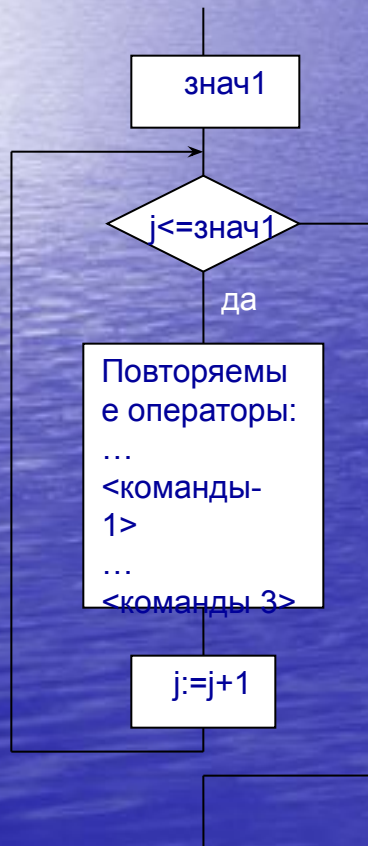 знач1
j<=знач1
да
Повторяемы
е операторы:
…
<команды-
1>
…
<команды 3>
j:=j+1